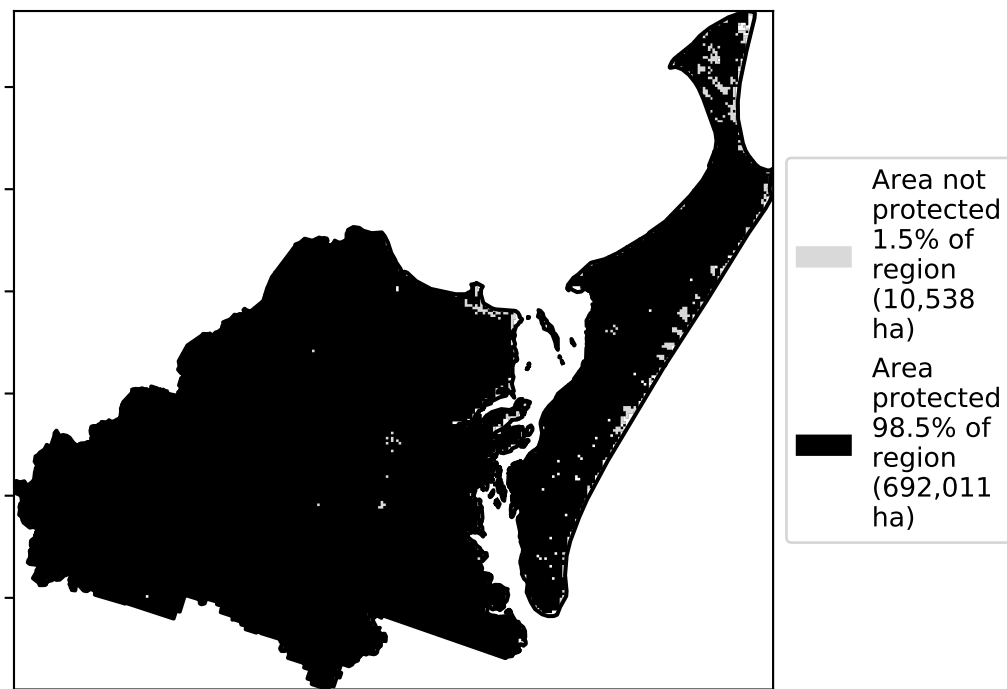 Area not
protected
1.5% of
region
(10,538
ha)
Area
protected
98.5% of
region
(692,011
ha)